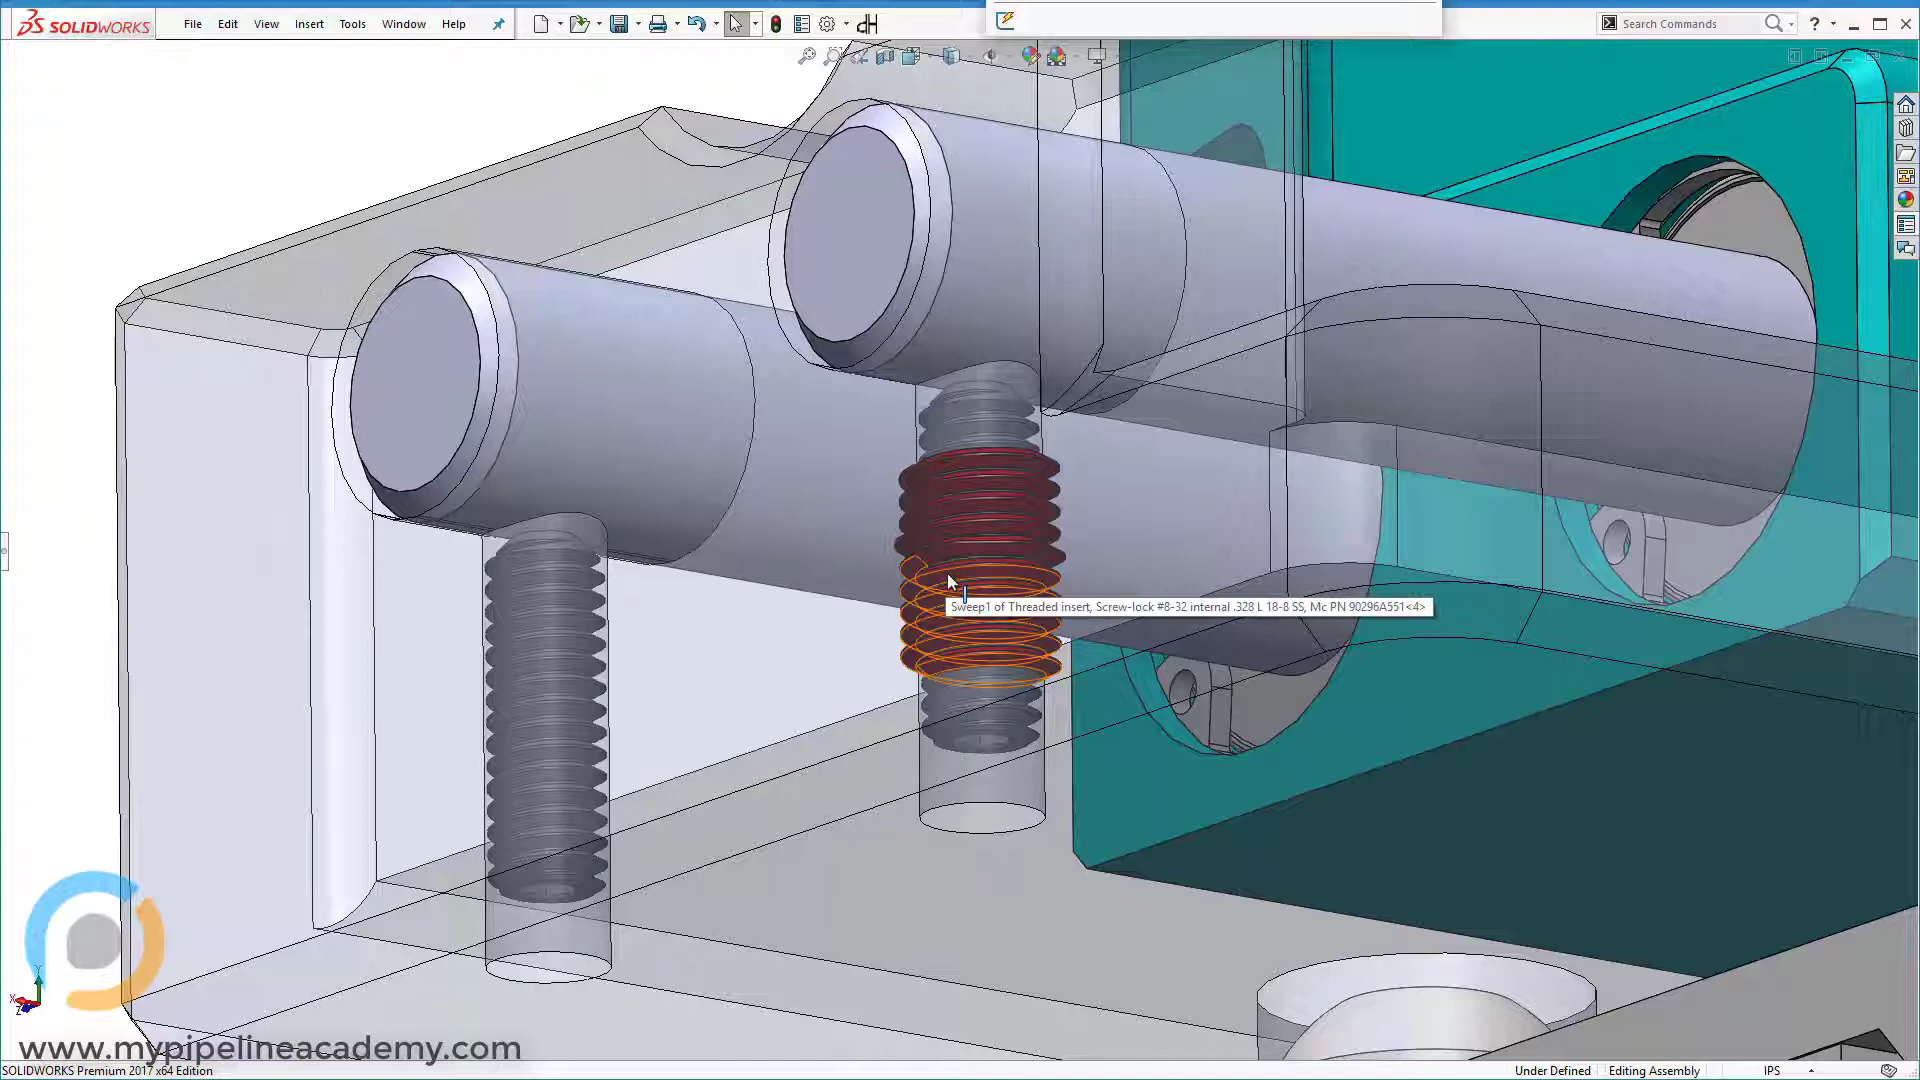 SOLIDWORKS
File Edit View Insert Tools Window Help
Search Commands
?
Sweep1 of Threaded insert, Screw-lock #8-32 internal .328 L 18-8 SS, Mc PN 90296A551<4>
X
Y
Z
www.mypipelineacademy.com
SOLIDWORKS Premium 2017 x64 Edition
Under Defined
Editing Assembly
IPS